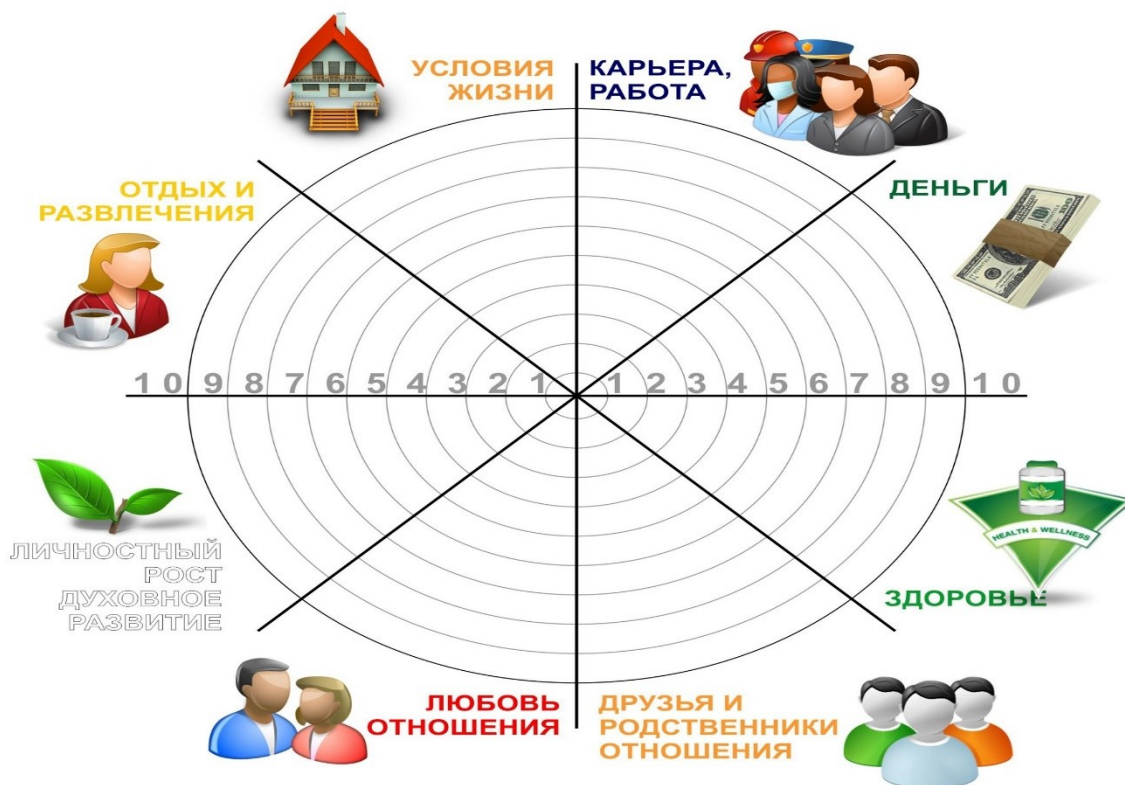 УСЛОВИЯ
ЖИЗНИ
КАРЬЕРА,
РАБОТА
ОТДЫХ И
РАЗВЛЕЧЕНИЯ
ДЕНЬГИ
10 9 8 7 6 5 4 3 2 1 1 2 3 4 5 6 7 8 9 10
ЛИЧНОСТНЫЙ
РОСТ
ДУХОВНОЕ
РАЗВИТИЕ
HEALTH & WELLNESS
ЗДОРОВЬЕ
ЛЮБОВЬ
ОТНОШЕНИЯ
ДРУЗЬЯ И
РОДСТВЕННИКИ
ОТНОШЕНИЯ